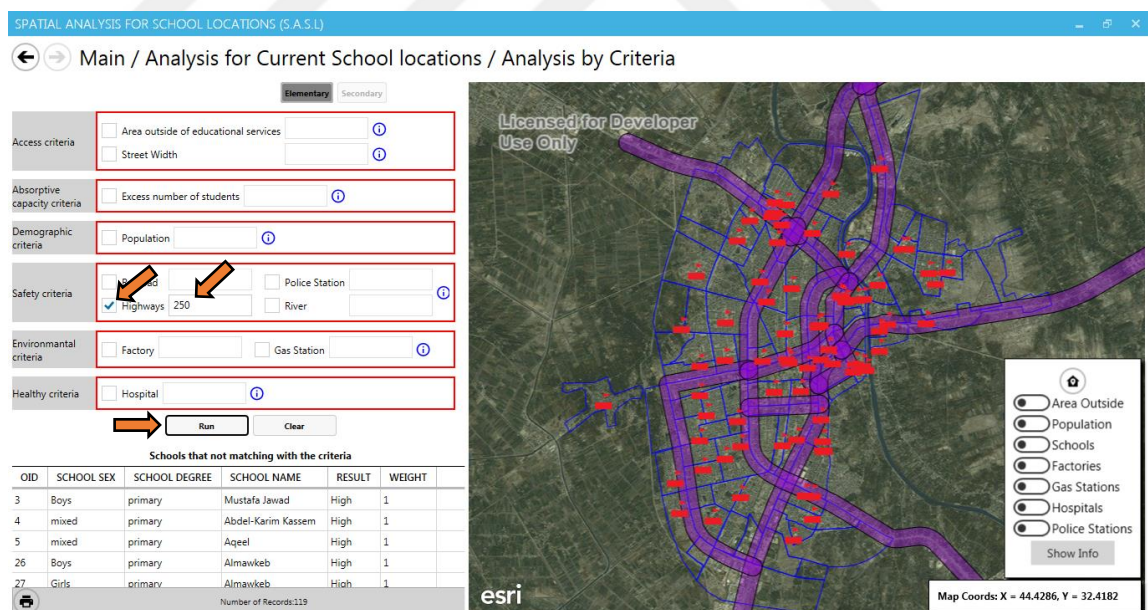 SPATIAL ANALYSIS FOR SCHOOL LOCATIONS (S.A.S.L)
Main / Analysis for Current School locations / Analysis by Criteria
Elementary Secondary
Access criteria
Area outside of educational services
Street Width
Absorptive
capacity criteria
Excess number of students
Demographic
criteria
Population
Safety criteria
Police Station
Highways 250
River
Environmantal
criteria
Factory
Gas Station
Healthy criteria
Hospital
Run Clear
Schools that not matching with the criteria
OID SCHOOL SEX SCHOOL DEGREE SCHOOL NAME RESULT WEIGHT
3 Boys primary Mustafa Jawad High 1
4 mixed primary Abdel-Karim Kassem High 1
5 mixed primary Aqeel High 1
26 Boys primary Almawkeb High 1
27 Girls primary Almawkeb High 1
Number of Records:119
Licensed for Developer
Use Only
Area Outside
Population
Schools
Factories
Gas Stations
Hospitals
Police Stations
Show Info
esri
Map Coords: X = 44.4286, Y = 32.4182